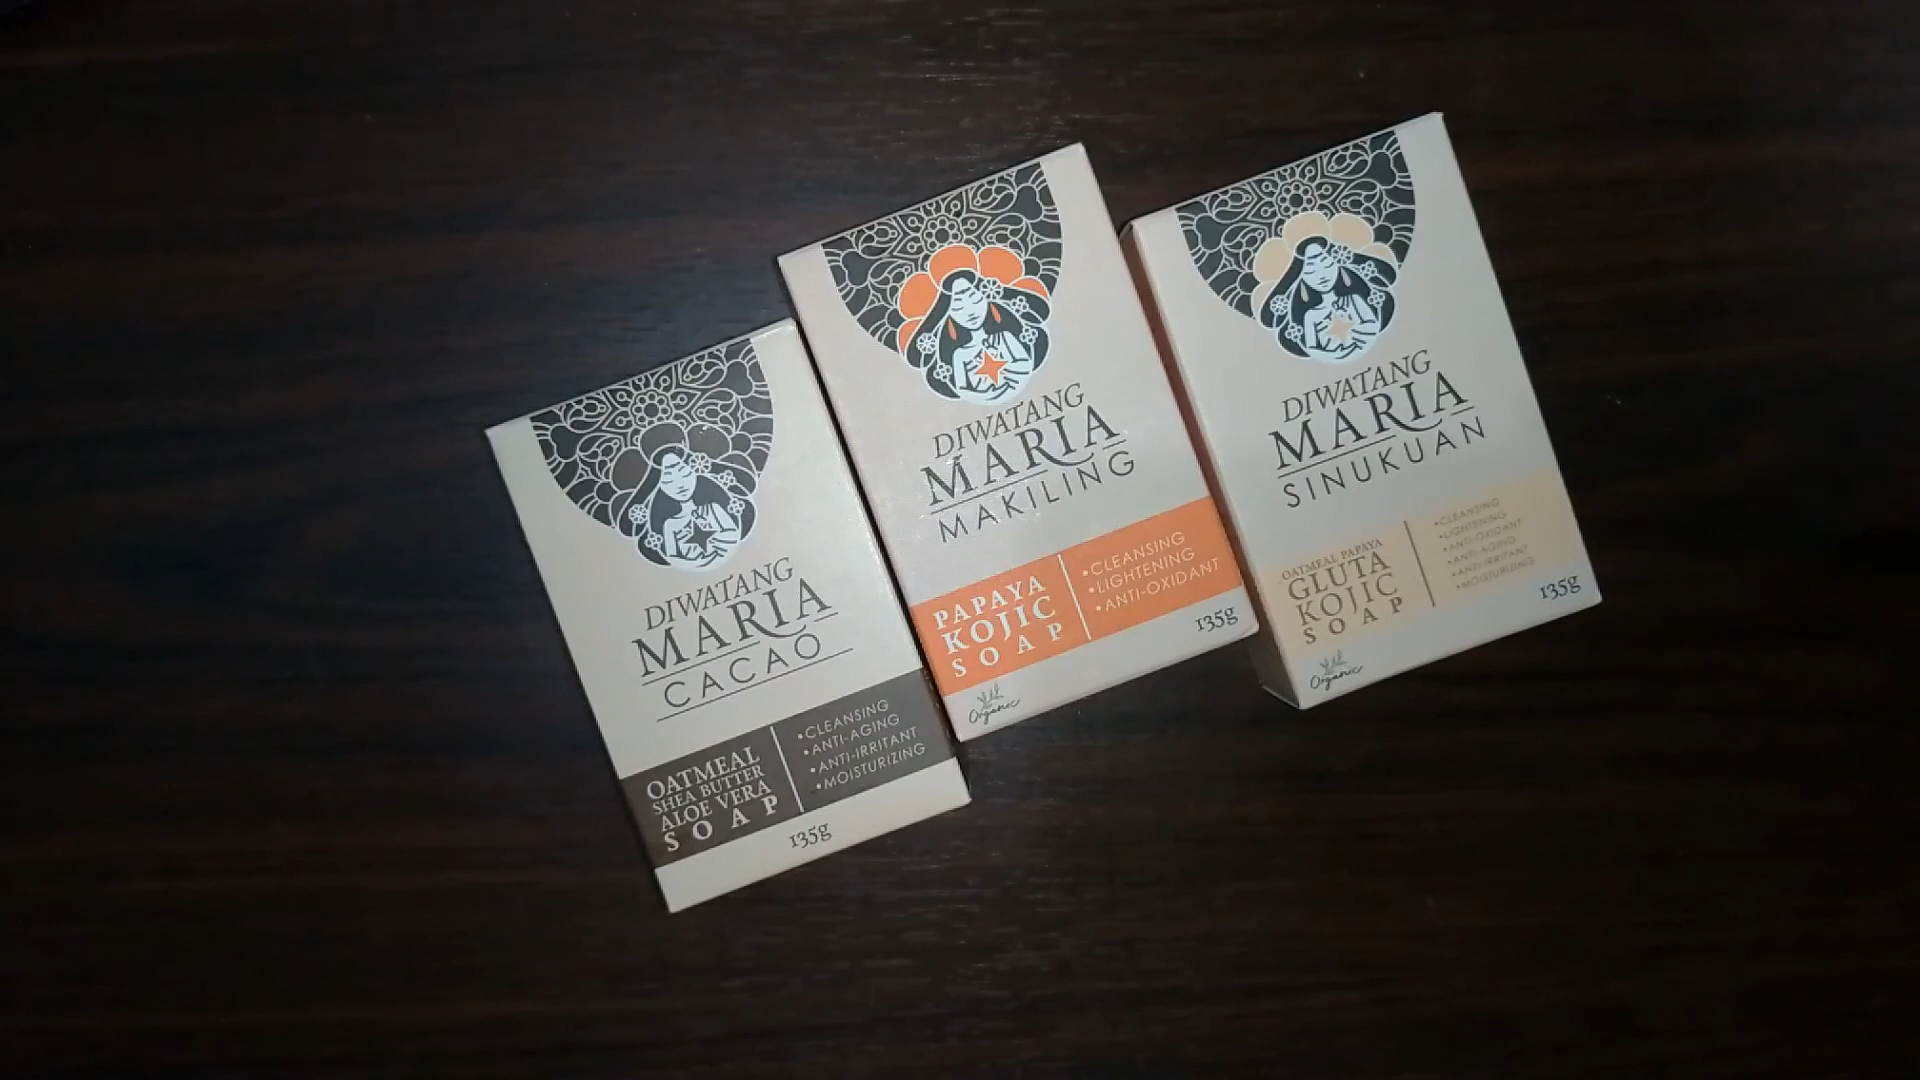 DIWATANG
MARIA
CACAO
OATMEAL
SHEA BUTTER
ALOE VERA
SOAP
•CLEANSING
•ANTI-AGING
•ANTI-IRRITANT
•MOISTURIZING
135g
DIWATANG
MARIA
MAKILING
PAPAYA
KOJIC
SOAP
•CLEANSING
•LIGHTENING
•ANTI-OXIDANT
135g
Organic
DIWATANG
MARIA
SINUKUAN
OATMEAL PAPAYA
GLUTA
KOJIC
SOAP
•CLEANSING
•LIGHTENING
•ANTI-OXIDANT
•ANTI-AGING
•ANTI-IRRITANT
•MOISTURIZING
135g
Organic